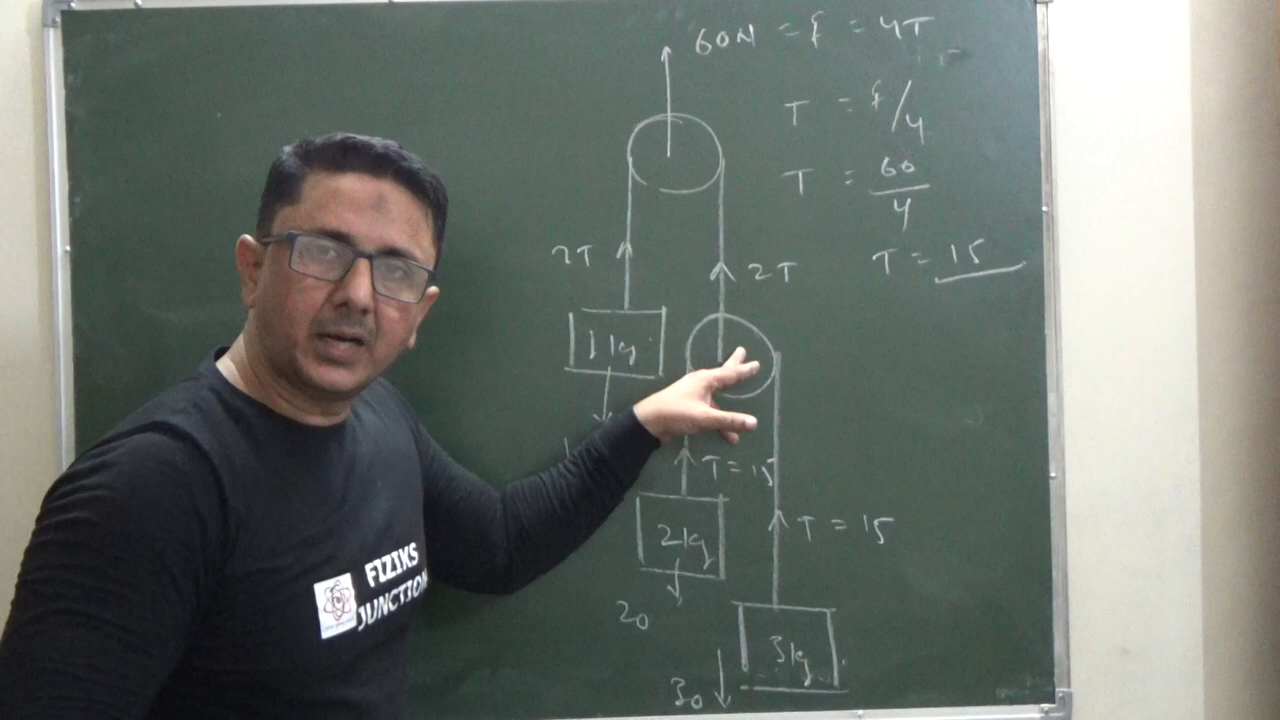 60N = f = 4T
T = f/4
T = 60/4
T = 15
2T
2T
1kg
T = 15
2kg
T = 15
20
3kg
30
FIZIKS
JUNCTION